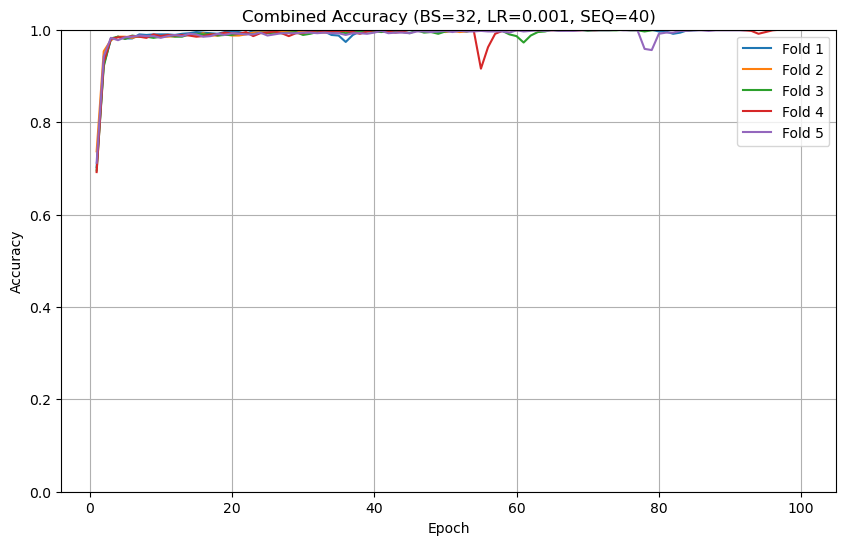 Combined Accuracy (BS=32, LR=0.001, SEQ=40)
1.0
0.8
0.6
0.4
0.2
0.0
Accuracy
Fold 1
Fold 2
Fold 3
Fold 4
Fold 5
0 20 40 60 80 100
Epoch